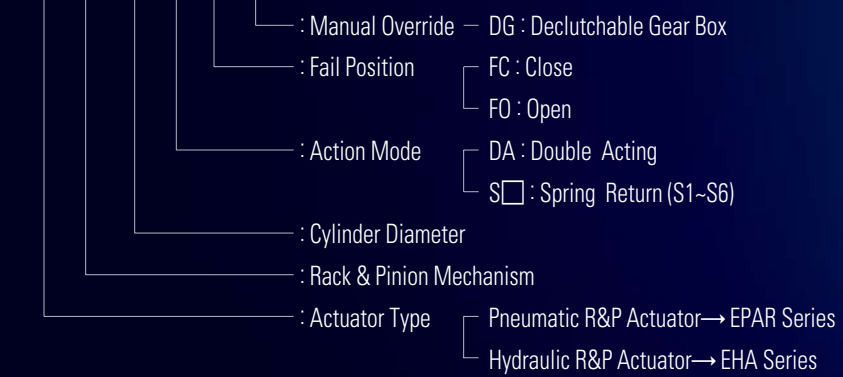 : Manual Override – DG : Declutchable Gear Box
: Fail Position FC : Close
FO : Open
: Action Mode DA : Double Acting
S□ : Spring Return (S1~S6)
: Cylinder Diameter
: Rack & Pinion Mechanism
: Actuator Type Pneumatic R&P Actuator→ EPAR Series
Hydraulic R&P Actuator→ EHA Series